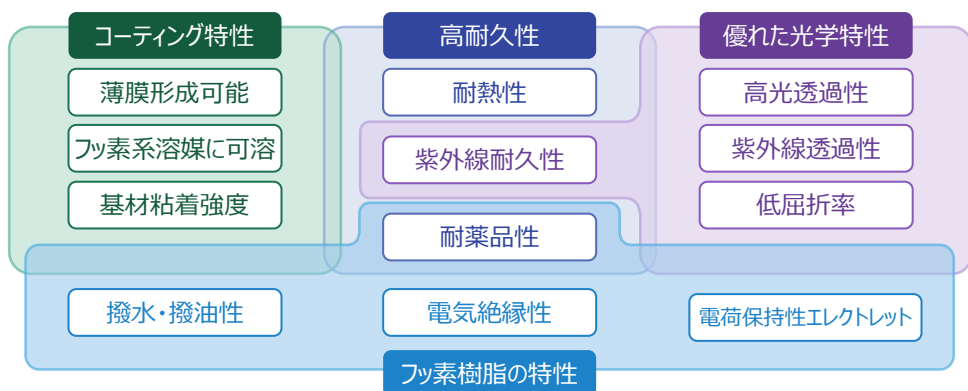 コーティング特性
高耐久性
優れた光学特性
薄膜形成可能
耐熱性
高光透過性
フッ素系溶媒に可溶
紫外線耐久性
紫外線透過性
基材粘着強度
低屈折率
耐薬品性
撥水・撥油性
電気絶縁性
電荷保持性エレクトレット
フッ素樹脂の特性